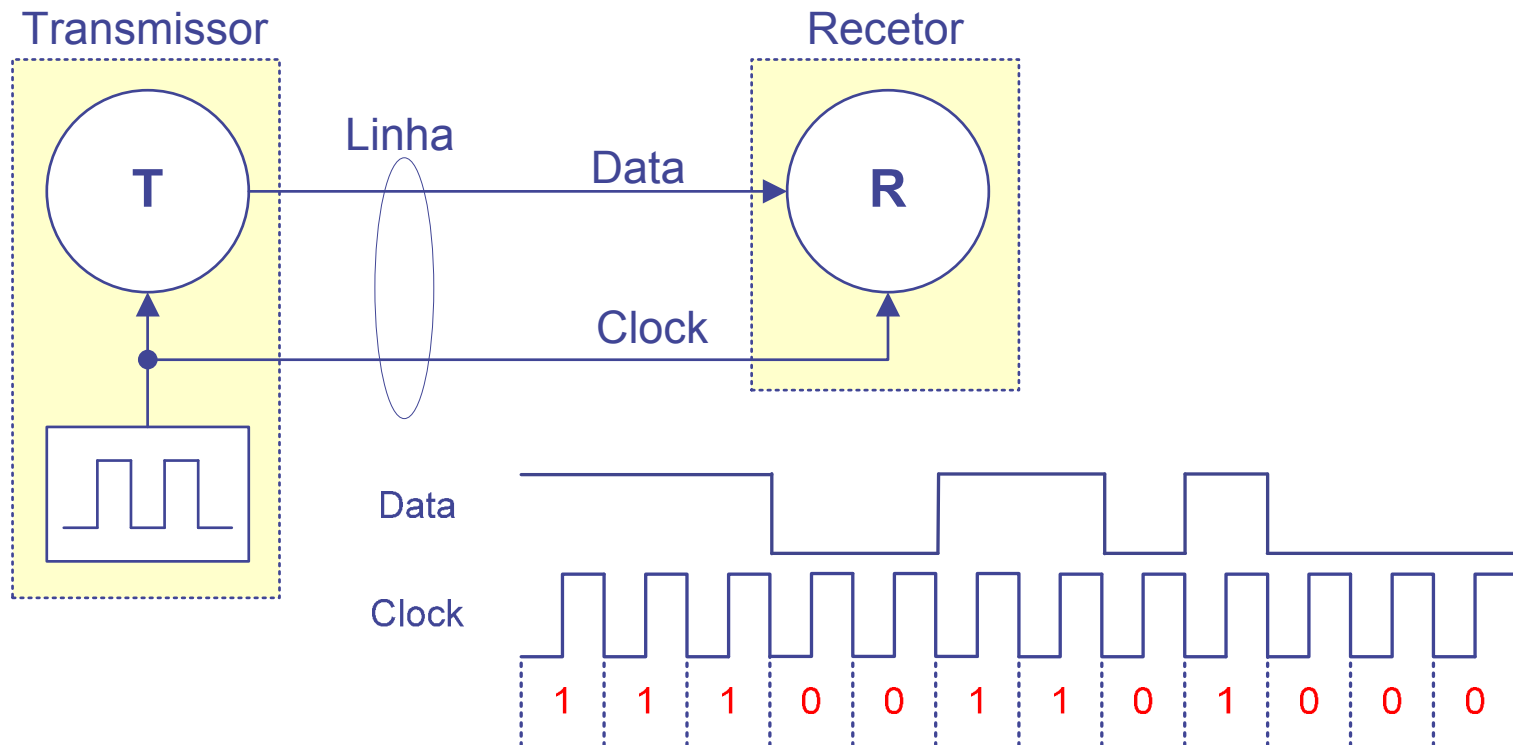 Transmissor
Recetor
Linha
T
Data
R
Clock
Data
Clock
1 1 1 0 0 1 1 0 1 0 0 0